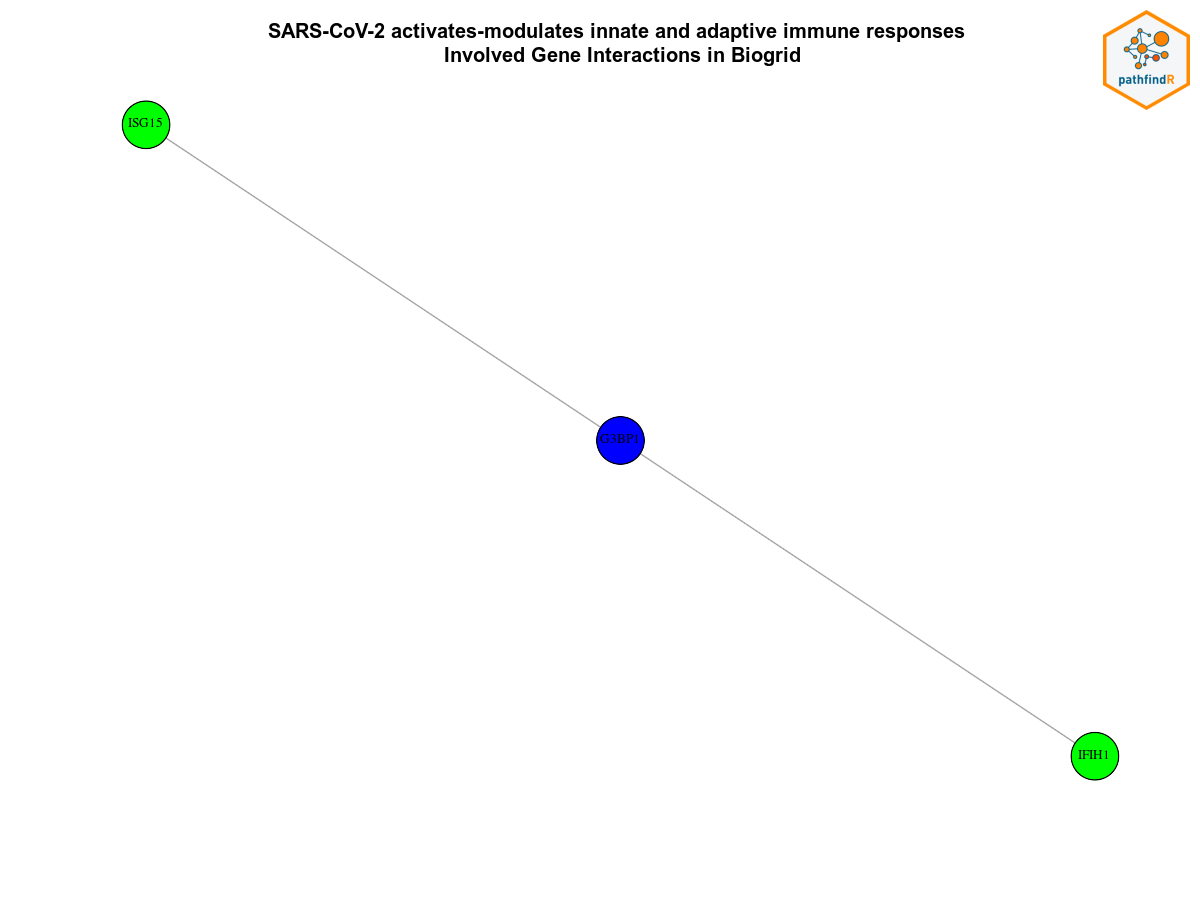 SARS-CoV-2 activates-modulates innate and adaptive immune responses
Involved Gene Interactions in Biogrid
pathfindR
ISG15
G3BP1
IFIH1